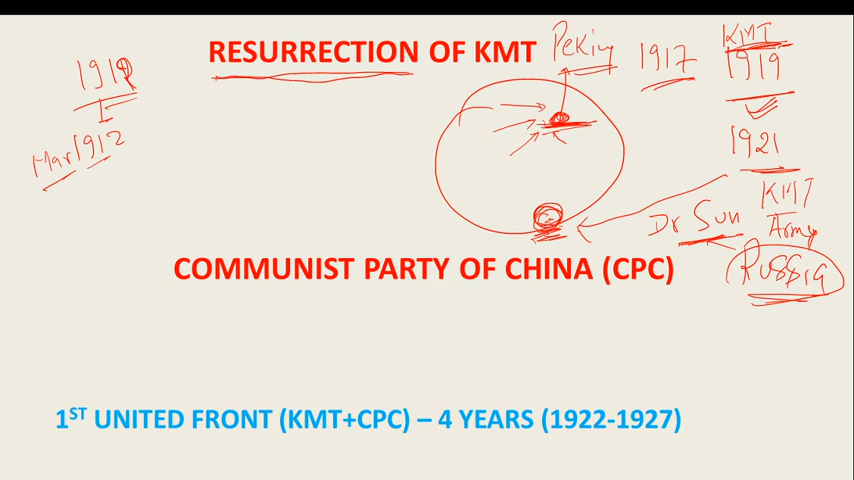 RESURRECTION OF KMT
Peking
1917
KMT
1919
1919
Mar 1912
1921
Dr Sun
KMT
Army
Russia
COMMUNIST PARTY OF CHINA (CPC)
1ST UNITED FRONT (KMT+CPC) – 4 YEARS (1922-1927)